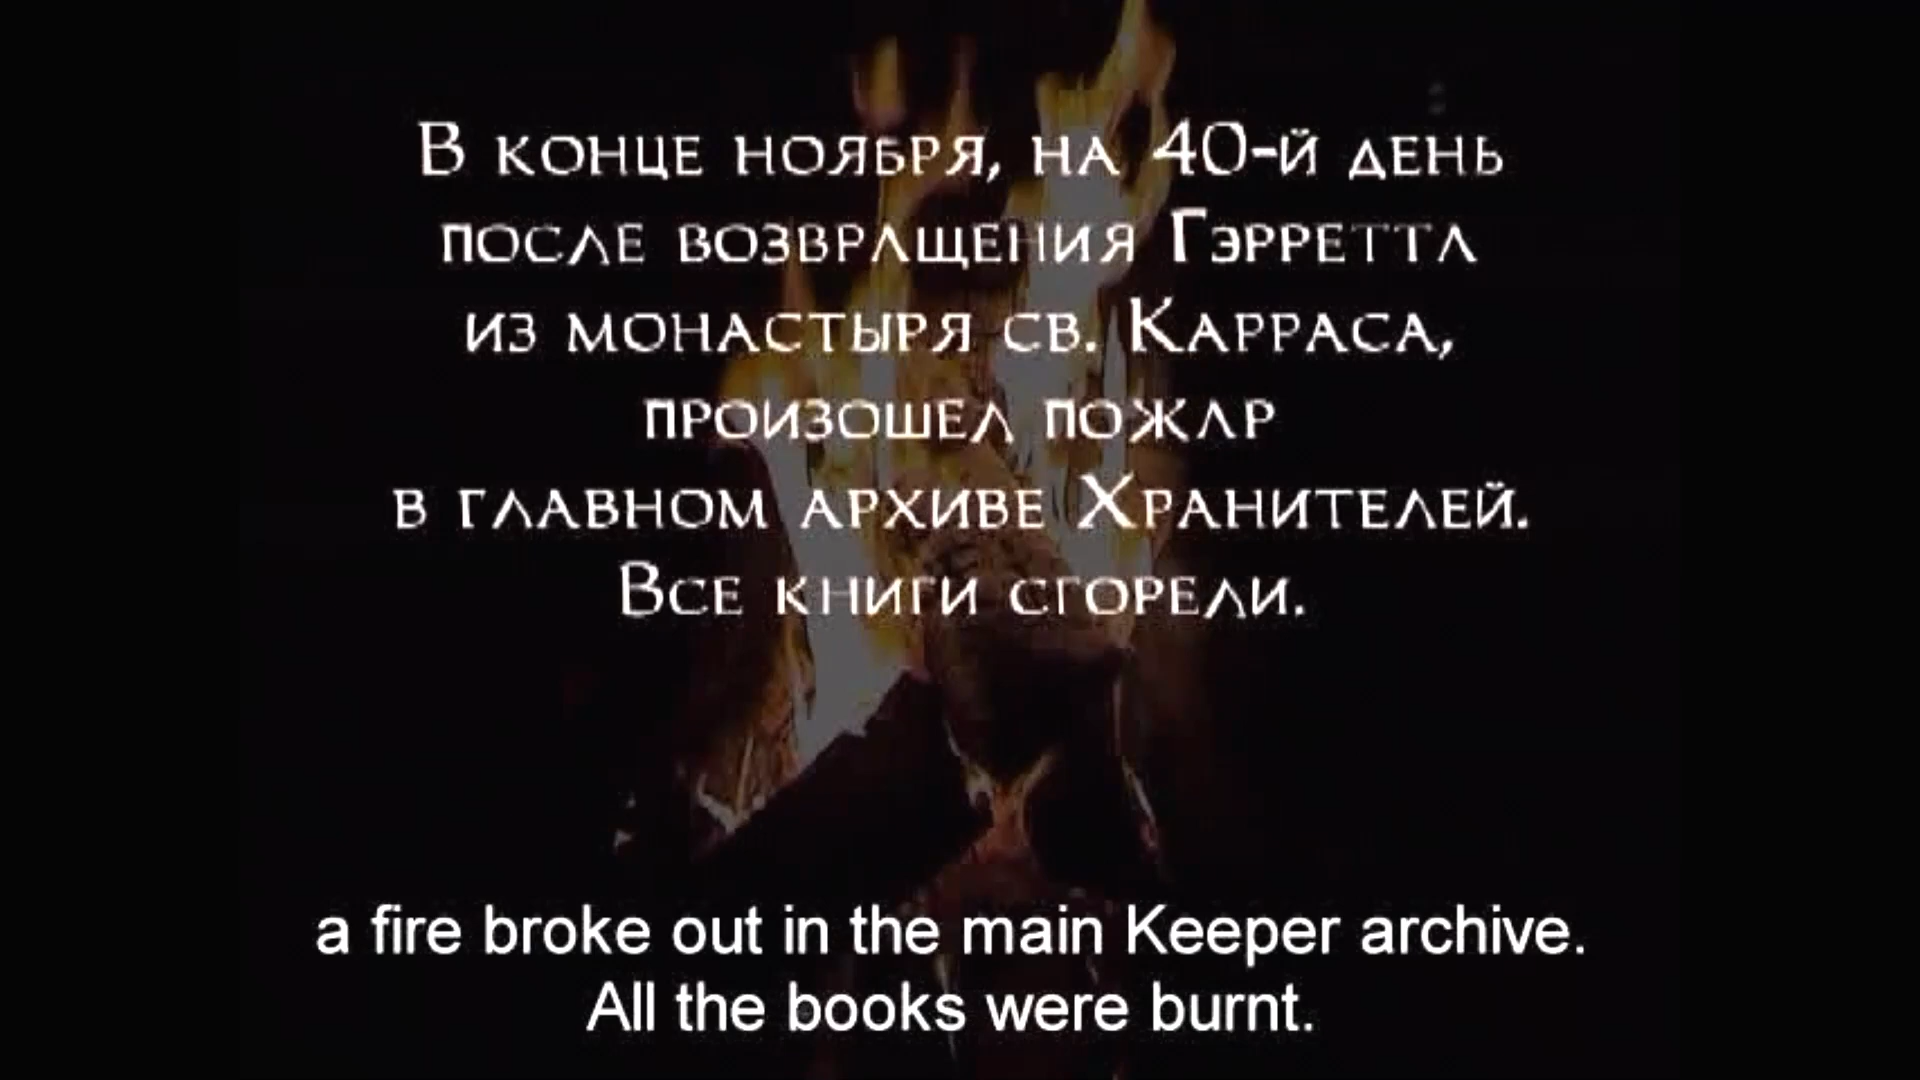 В конце ноября, на 40-й день
после возвращения Гэрретта
из монастыря св. Карраса,
произошел пожар
в главном архиве Хранителей.
Все книги сгорели.
a fire broke out in the main Keeper archive.
All the books were burnt.